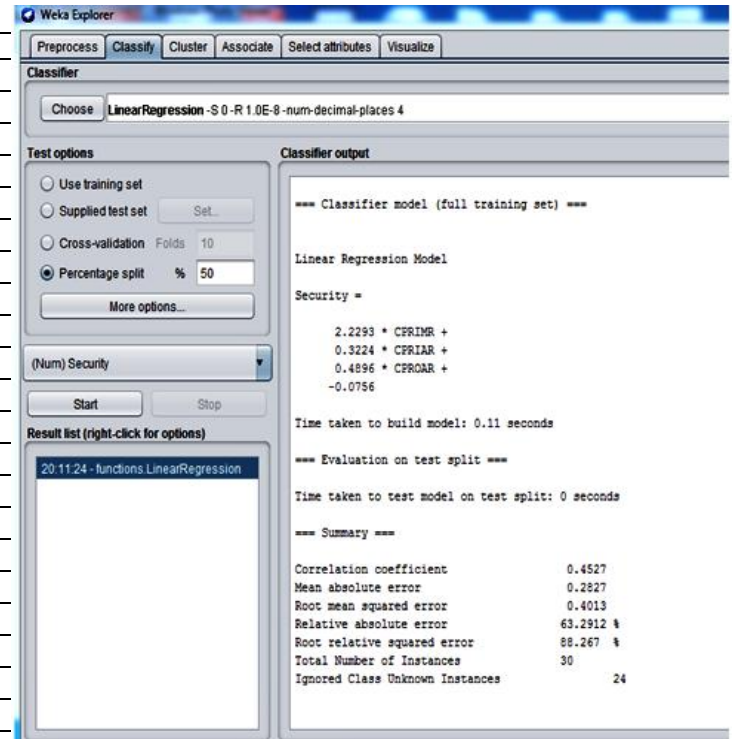 Weka Explorer
Preprocess Classify Cluster Associate Select attributes Visualize
Classifier
Choose LinearRegression -S 0 -R 1.0E-8 -num-decimal-places 4
Test options
Use training set
Supplied test set Set...
Cross-validation Folds 10
Percentage split % 50
More options...
(Num) Security
Start Stop
Result list (right-click for options)
20:11:24 - functions.LinearRegression
Classifier output
=== Classifier model (full training set) ===
Linear Regression Model
Security =
2.2293 * CPRIMR +
0.3224 * CPRIAR +
0.4896 * CPROAR +
-0.0756
Time taken to build model: 0.11 seconds
=== Evaluation on test split ===
Time taken to test model on test split: 0 seconds
=== Summary ===
Correlation coefficient 0.4527
Mean absolute error 0.2827
Root mean squared error 0.4013
Relative absolute error 63.2912 %
Root relative squared error 88.267 %
Total Number of Instances 30
Ignored Class Unknown Instances 24